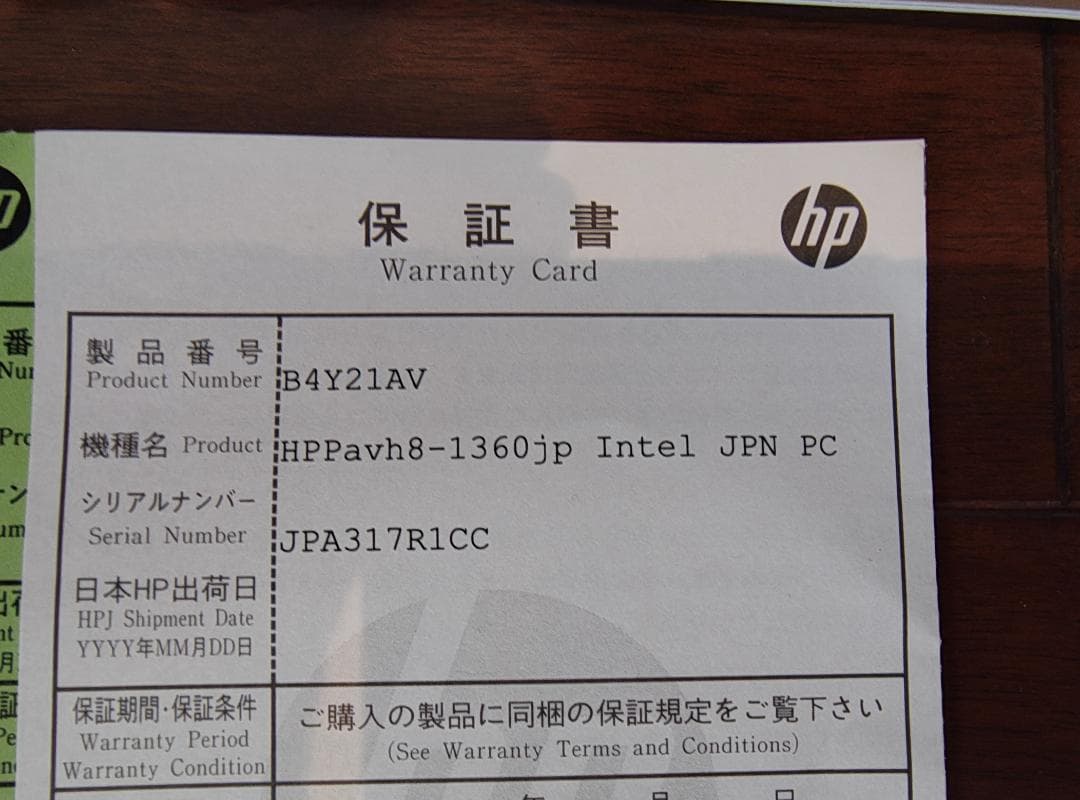 保証書
hp
Warranty Card
製品番号
Product Number
B4Y21AV
機種名 Product
HPPavh8-1360jp Intel JPN PC
シリアルナンバー
Serial Number
JPA317R1CC
日本HP出荷日
HPJ Shipment Date
YYYY年MM月DD日
保証期間·保証条件
Warranty Period
Warranty Condition
ご購入の製品に同梱の保証規定をご覧下さい
(See Warranty Terms and Conditions)
年 月 日